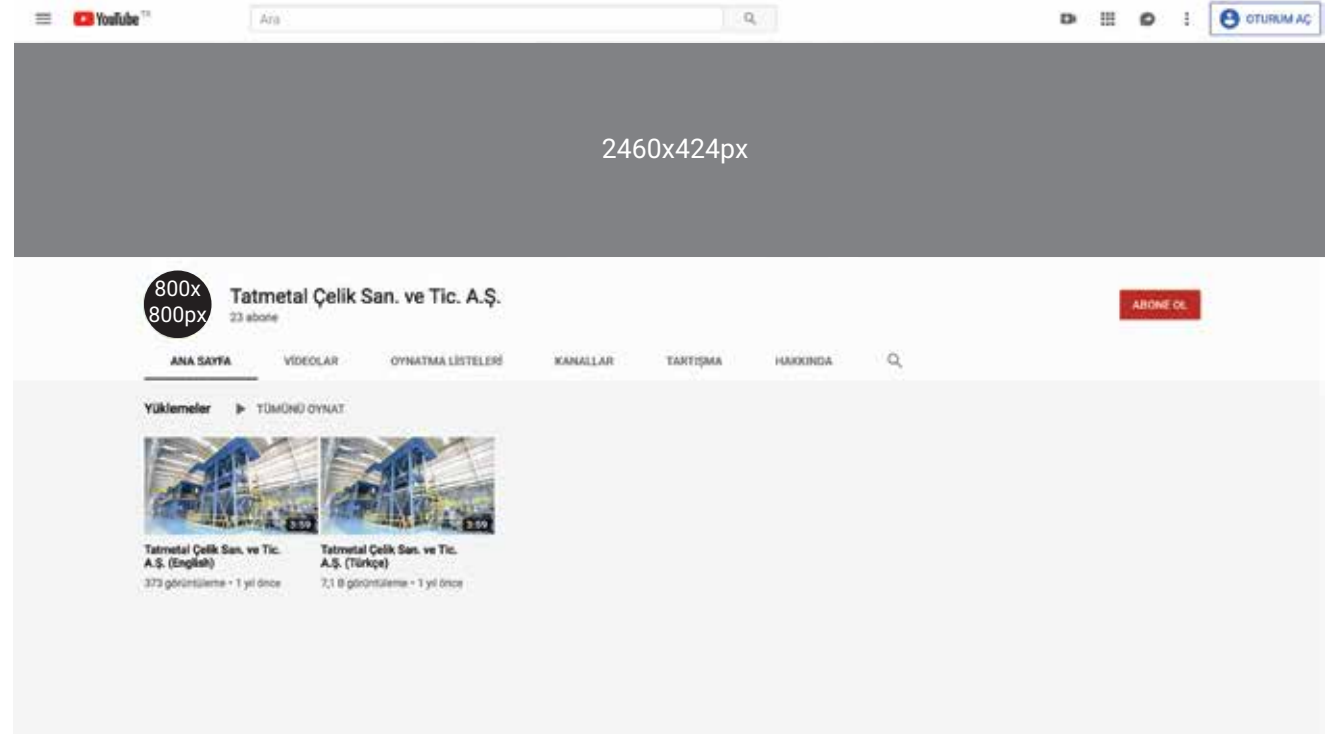 YouTube TR
Ara
OTURUM AÇ
2460x424px
800x
800px
Tatmetal Çelik San. ve Tic. A.Ş.
23 abone
ABONE OL
ANA SAYFA VİDEOLAR OYNATMA LİSTELERİ KANALLAR TARTIŞMA HAKKINDA
Yüklemeler TÜMÜNÜ OYNAT
3:59 3:59
Tatmetal Çelik San. ve Tic. Tatmetal Çelik San. ve Tic.
A.Ş. (English) A.Ş. (Türkçe)
373 görüntüleme • 1 yıl önce 7,1 B görüntüleme • 1 yıl önce